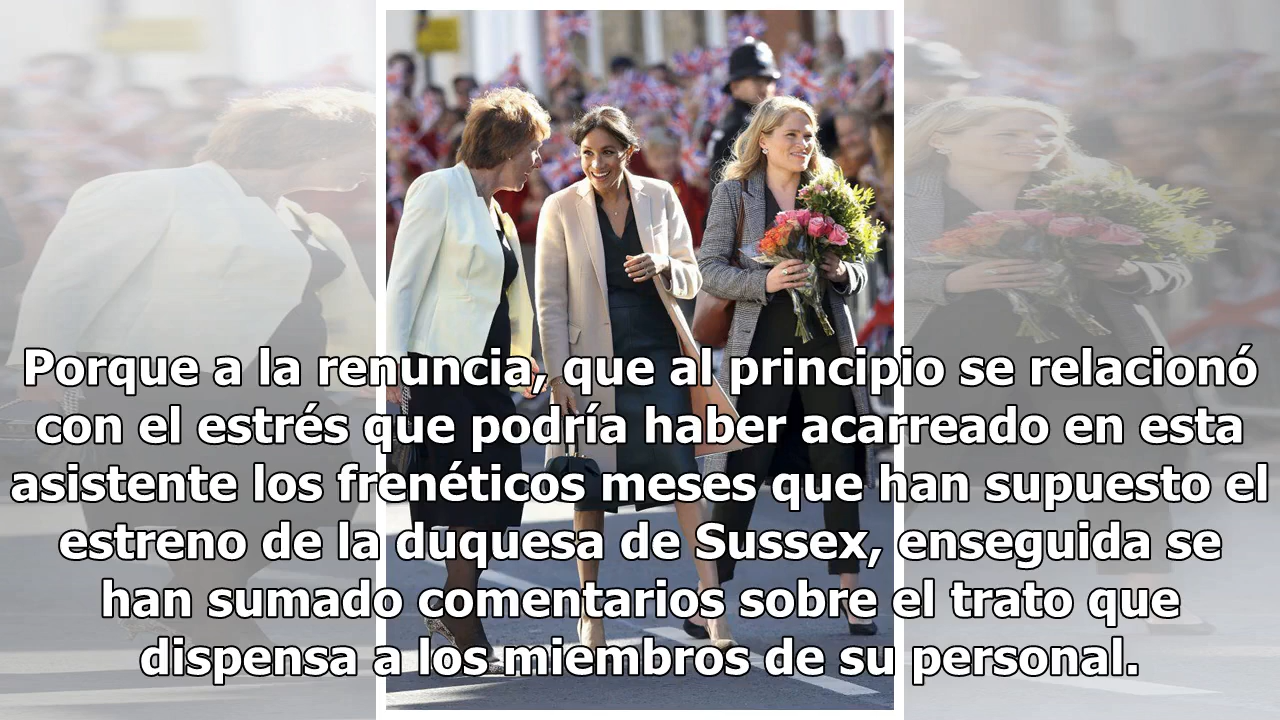 Porque a la renuncia, que al principio se relacionó
con el estrés que podría haber acarreado en esta
asistente los frenéticos meses que han supuesto el
estreno de la duquesa de Sussex, enseguida se
han sumado comentarios sobre el trato que
dispensa a los miembros de su personal.